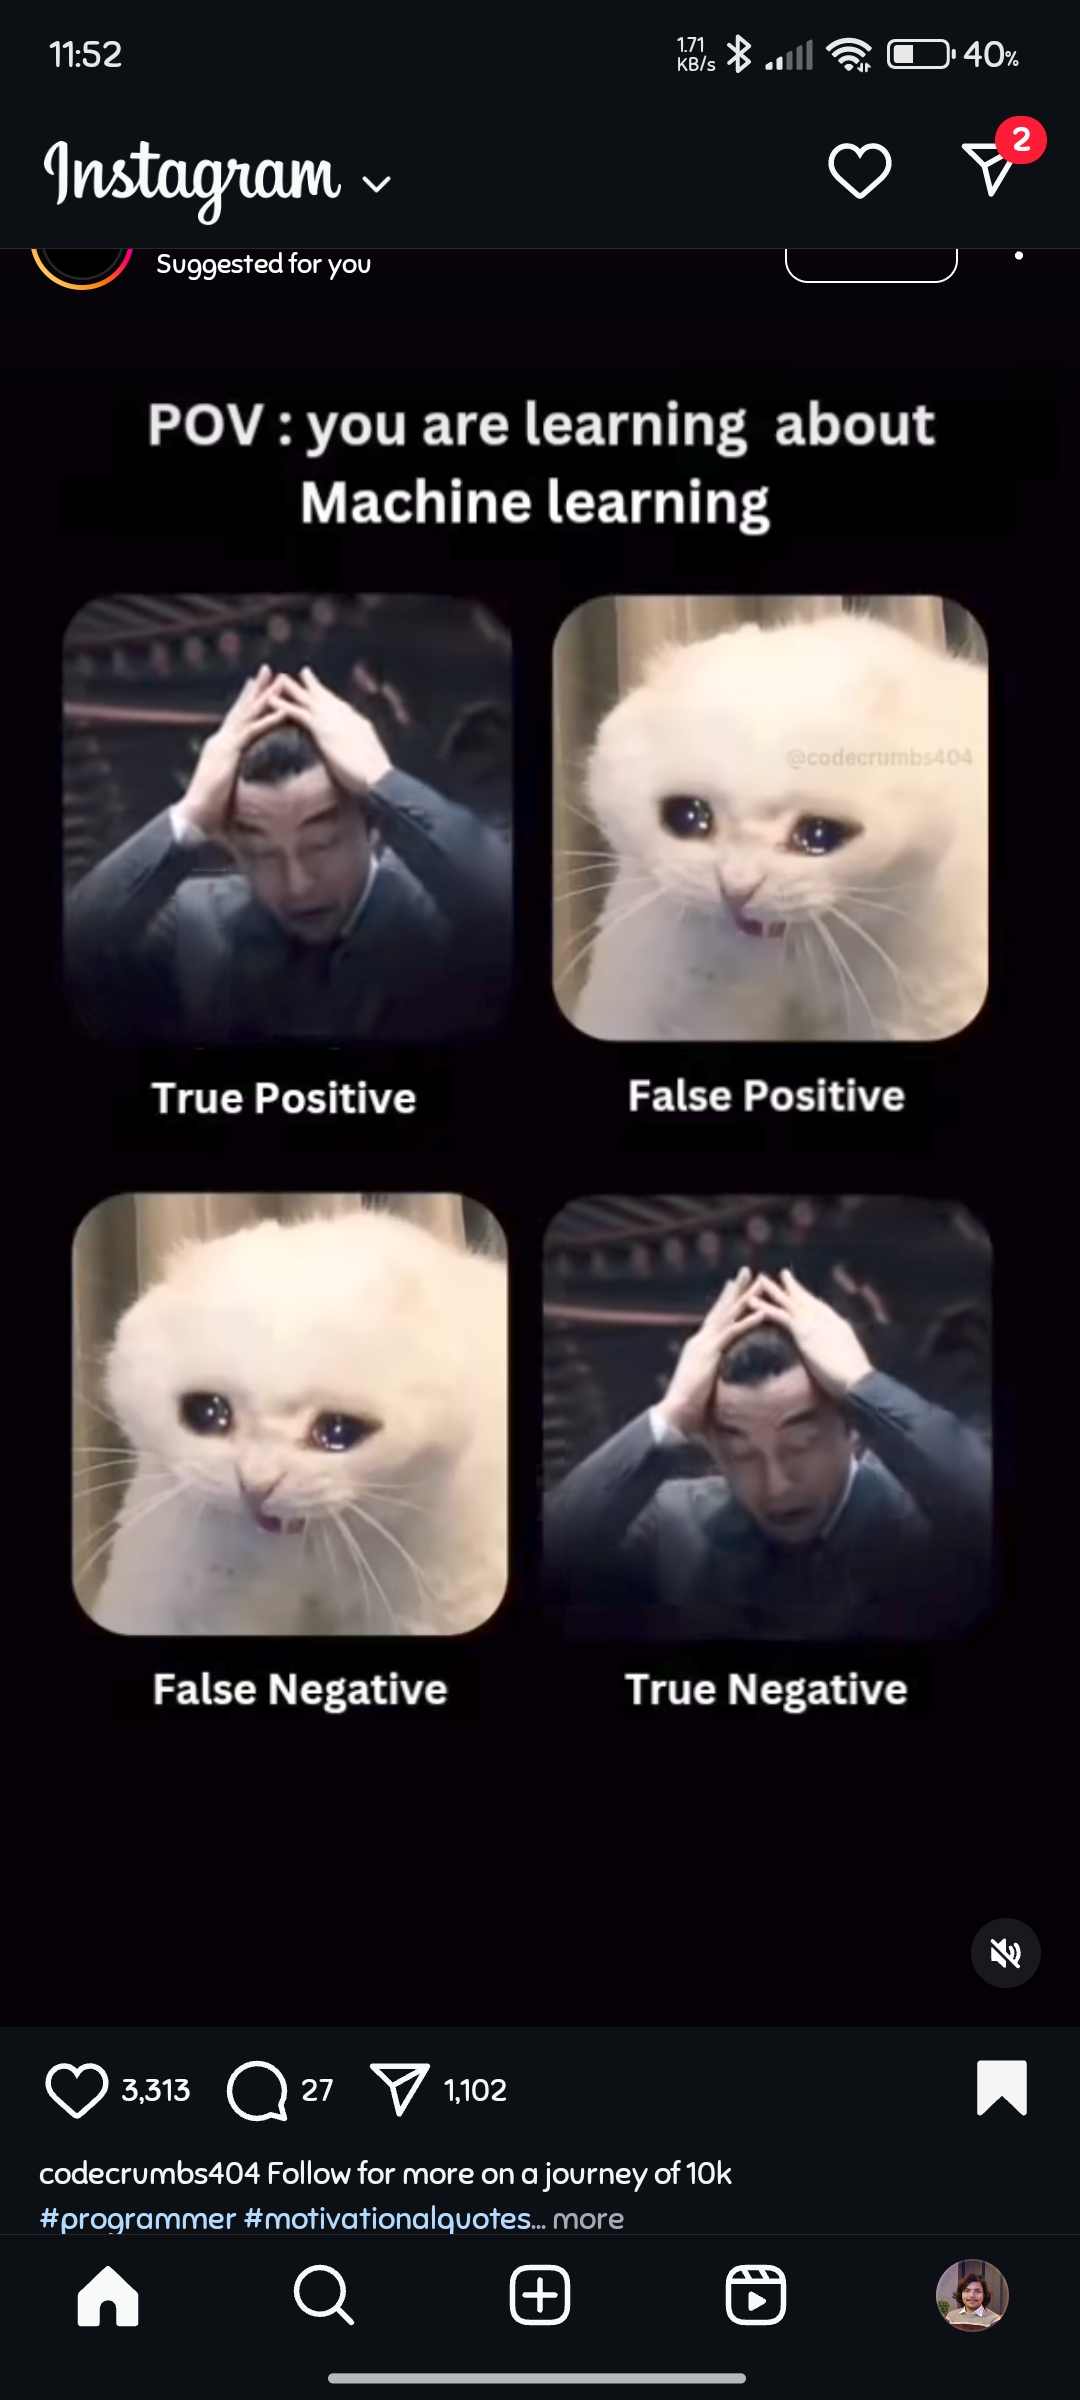 11:52
1.71
KB/s
40%
Instagram
2
Suggested for you
POV : you are learning about
Machine learning
@codecrumbs404
True Positive
False Positive
False Negative
True Negative
3,313
27
1,102
codecrumbs404 Follow for more on a journey of 10k
#programmer #motivationalquotes... more